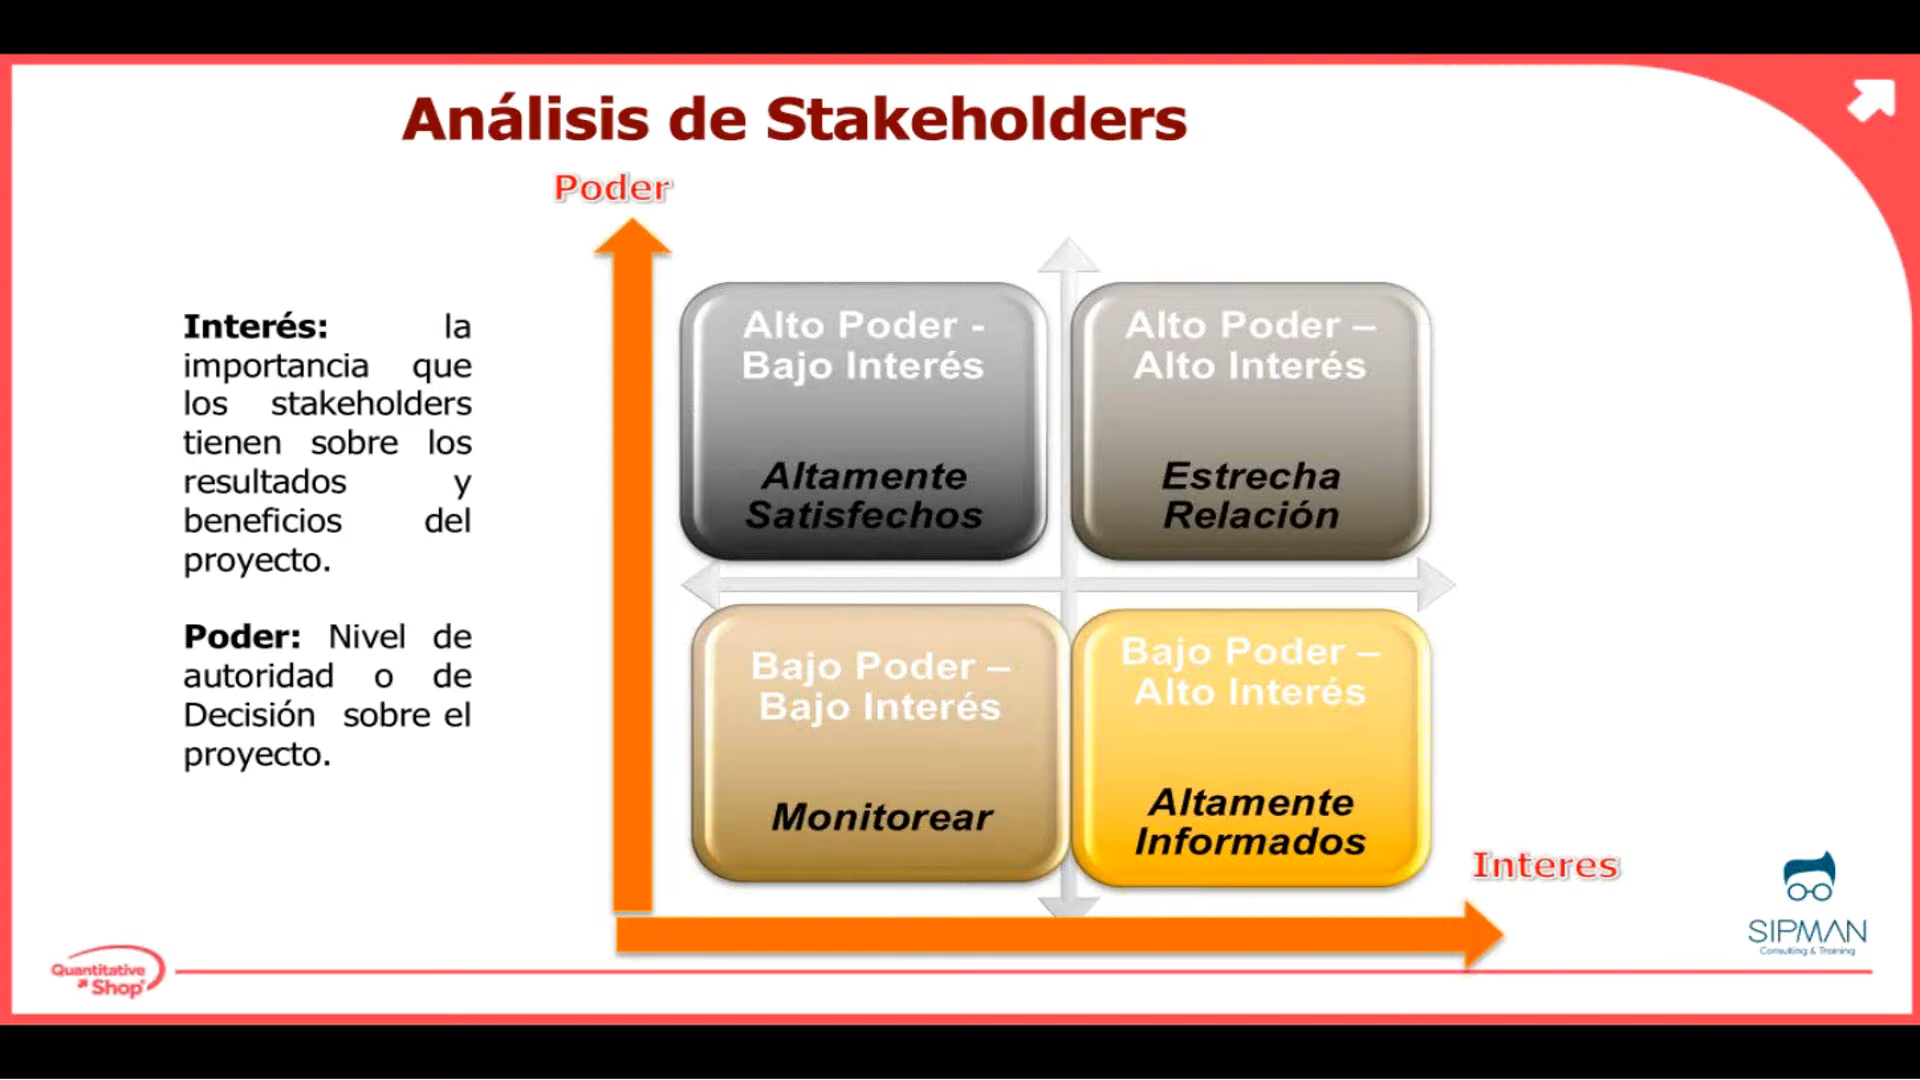 Análisis de Stakeholders
Poder
Interés: la
importancia que
los stakeholders
tienen sobre los
resultados y
beneficios del
proyecto.
Poder: Nivel de
autoridad o de
Decisión sobre el
proyecto.
Alto Poder -
Bajo Interés
Altamente
Satisfechos
Alto Poder –
Alto Interés
Estrecha
Relación
Bajo Poder –
Bajo Interés
Monitorear
Bajo Poder –
Alto Interés
Altamente
Informados
Interes
Quantitative
Shop
SIPMAN
Consulting & Training